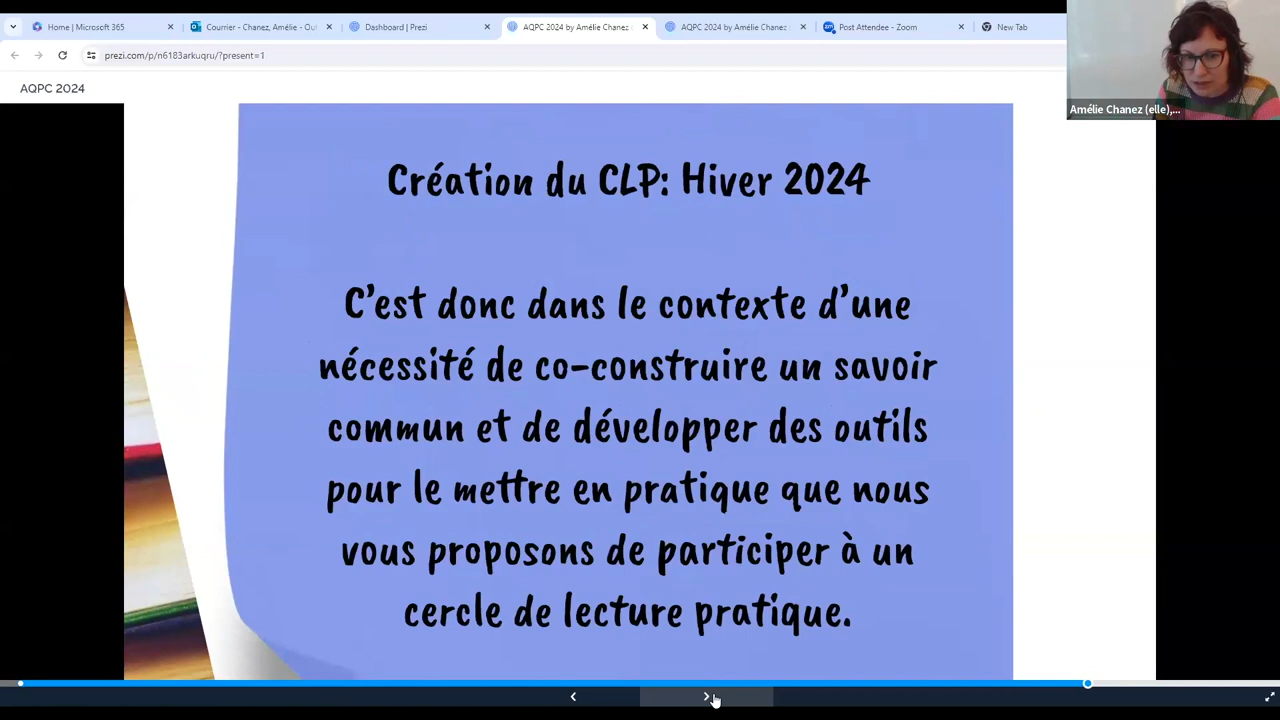 Home | Microsoft 365
Courrier - Chanez, Amélie - Out
Dashboard | Prezi
AQPC 2024 by Amélie Chanez
AQPC 2024 by Amélie Chanez
Post Attendee - Zoom
New Tab
prezi.com/p/n6183arkuqru/?present=1
AQPC 2024
Amélie Chanez (elle),...
Création du CLP: Hiver 2024
C'est donc dans le contexte d'une
nécessité de co-construire un savoir
commun et de développer des outils
pour le mettre en pratique que nous
vous proposons de participer à un
cercle de lecture pratique.